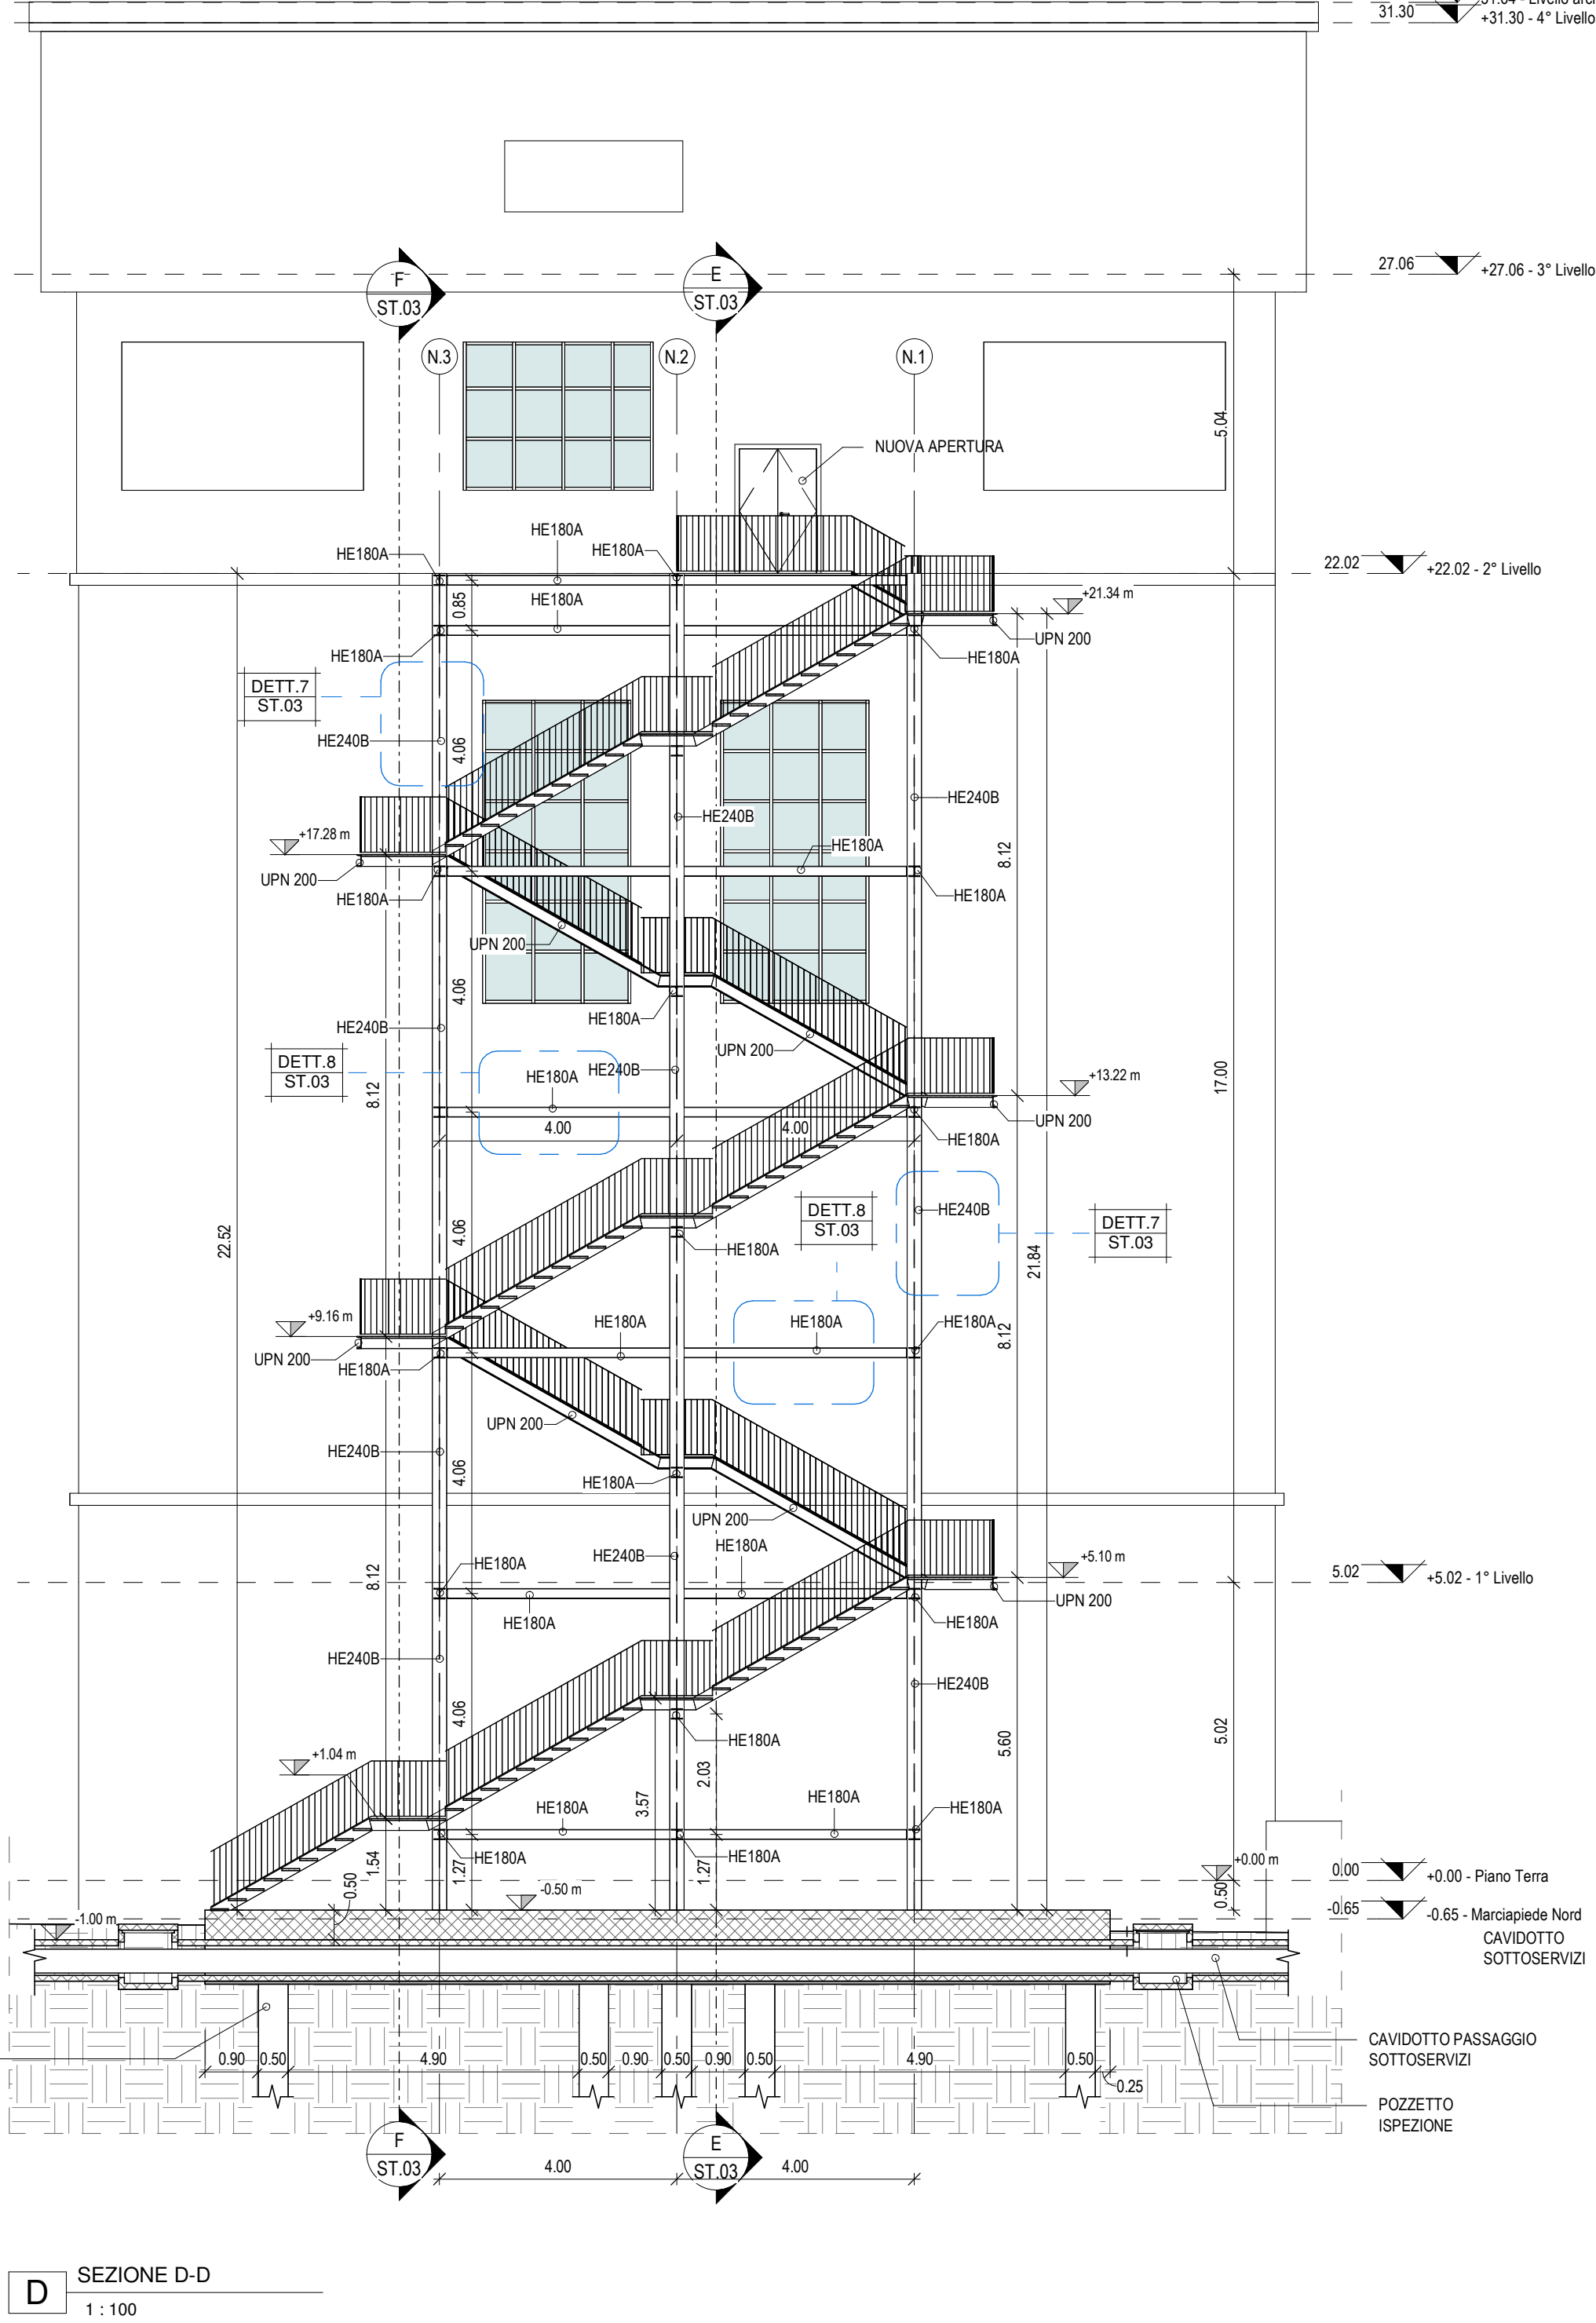 31.30
+31.30 - 4° Livello
27.06
+27.06 - 3° Livello
F
ST.03
E
ST.03
N.3
N.2
N.1
5.04
NUOVA APERTURA
HE180A
HE180A
HE180A
22.02
+22.02 - 2° Livello
+21.34 m
0.85
HE180A
UPN 200
HE180A
HE180A
DETT.7
ST.03
HE240B
4.06
HE240B
HE240B
+17.28 m
HE180A
8.12
UPN 200
HE180A
HE180A
UPN 200
4.06
HE180A
HE240B
UPN 200
DETT.8
ST.03
HE180A
HE240B
+13.22 m
8.12
17.00
UPN 200
4.00
4.00
HE180A
DETT.8
ST.03
HE240B
DETT.7
ST.03
22.52
4.06
HE180A
21.84
+9.16 m
HE180A
HE180A
HE180A
8.12
UPN 200
HE180A
UPN 200
HE240B
4.06
HE180A
UPN 200
HE180A
HE240B
HE180A
+5.10 m
5.02
+5.02 - 1° Livello
8.12
UPN 200
HE180A
HE180A
HE240B
HE240B
4.06
HE180A
5.60
5.02
+1.04 m
2.03
3.57
HE180A
HE180A
HE180A
1.54
1.27
HE180A
1.27
HE180A
+0.00 m
0.00
+0.00 - Piano Terra
0.50
-0.50 m
0.50
-0.65
-0.65 - Marciapiede Nord
-1.00 m
CAVIDOTTO
SOTTOSERVIZI
CAVIDOTTO PASSAGGIO
SOTTOSERVIZI
0.90
0.50
4.90
0.50
0.90
0.50
0.90
0.50
4.90
0.50
0.25
POZZETTO
ISPEZIONE
F
ST.03
E
ST.03
4.00
4.00
D
SEZIONE D-D
1 : 100